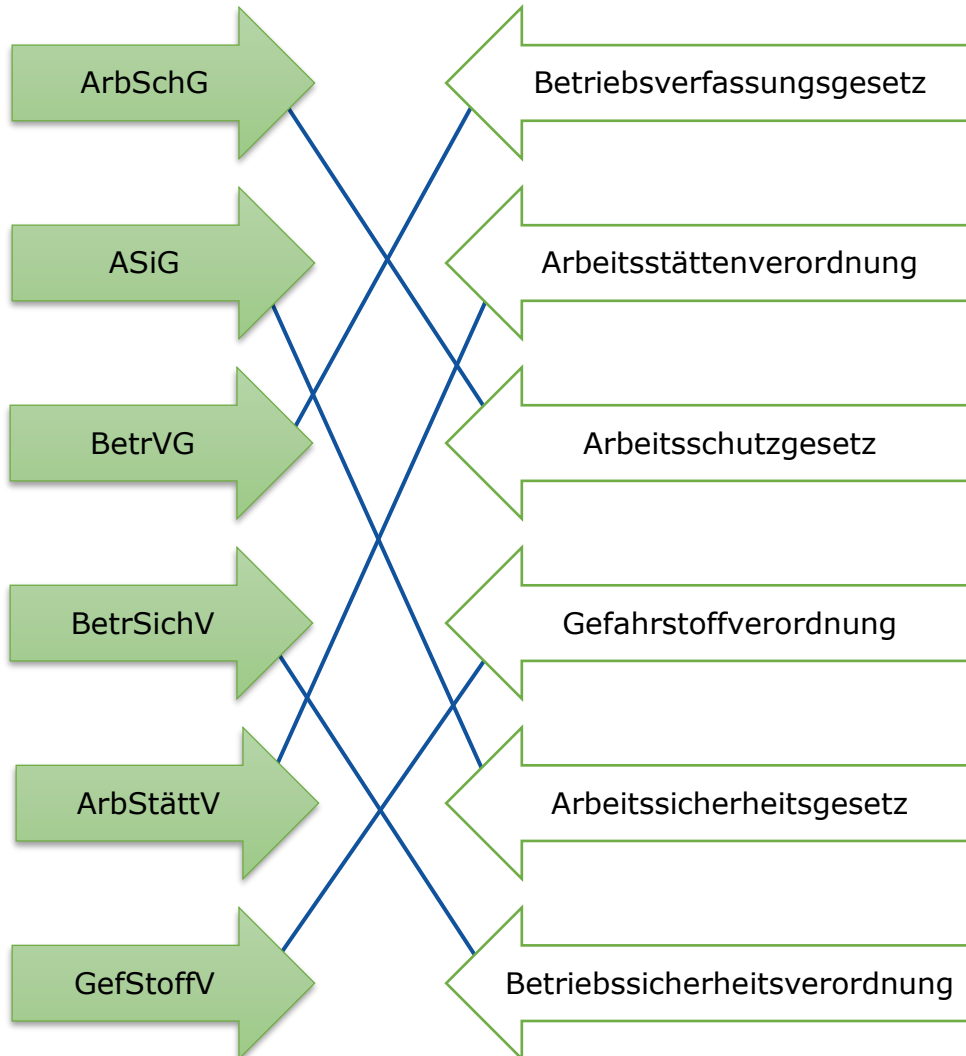 ArbSchG
Betriebsverfassungsgesetz
ASiG
Arbeitsstättenverordnung
BetrVG
Arbeitsschutzgesetz
BetrSichV
Gefahrstoffverordnung
ArbStättV
Arbeitssicherheitsgesetz
GefStoffV
Betriebssicherheitsverordnung